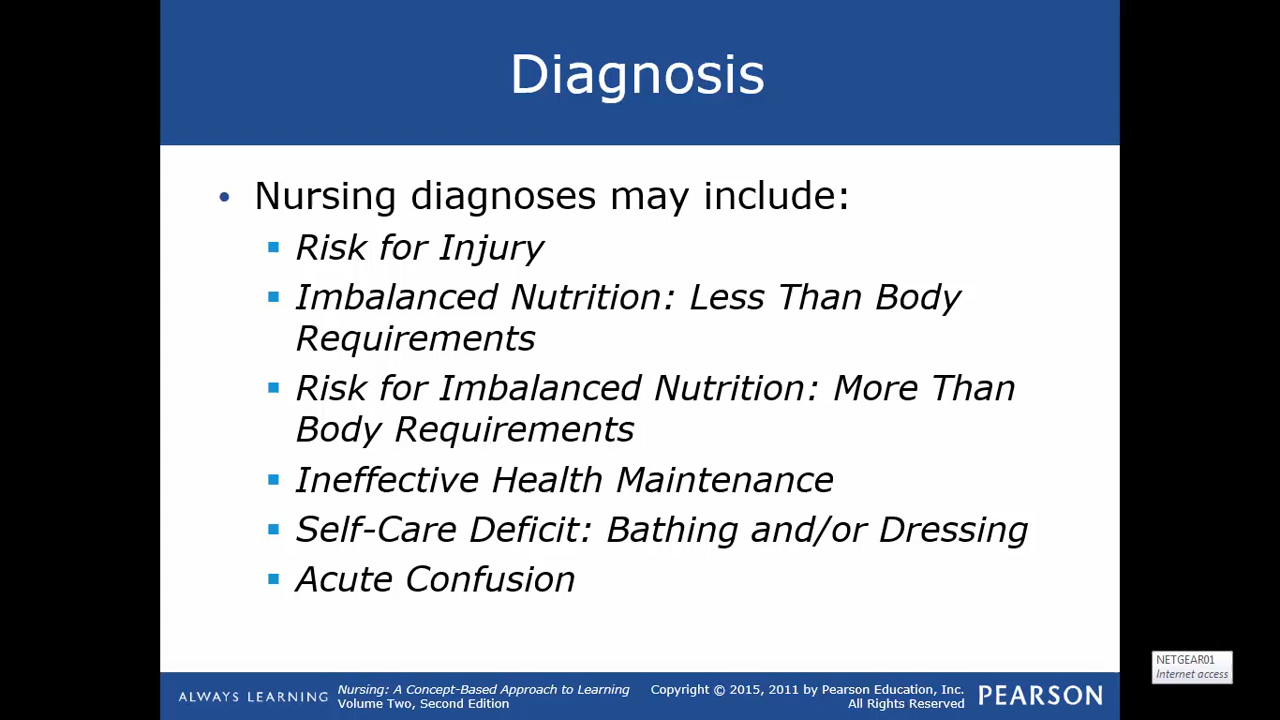 Diagnosis
• Nursing diagnoses may include:
▪ Risk for Injury
▪ Imbalanced Nutrition: Less Than Body
Requirements
▪ Risk for Imbalanced Nutrition: More Than
Body Requirements
▪ Ineffective Health Maintenance
▪ Self-Care Deficit: Bathing and/or Dressing
▪ Acute Confusion
NETGEAR01
Internet access
ALWAYS LEARNING
Nursing: A Concept-Based Approach to Learning
Volume Two, Second Edition
Copyright © 2015, 2011 by Pearson Education, Inc.
All Rights Reserved
PEARSON